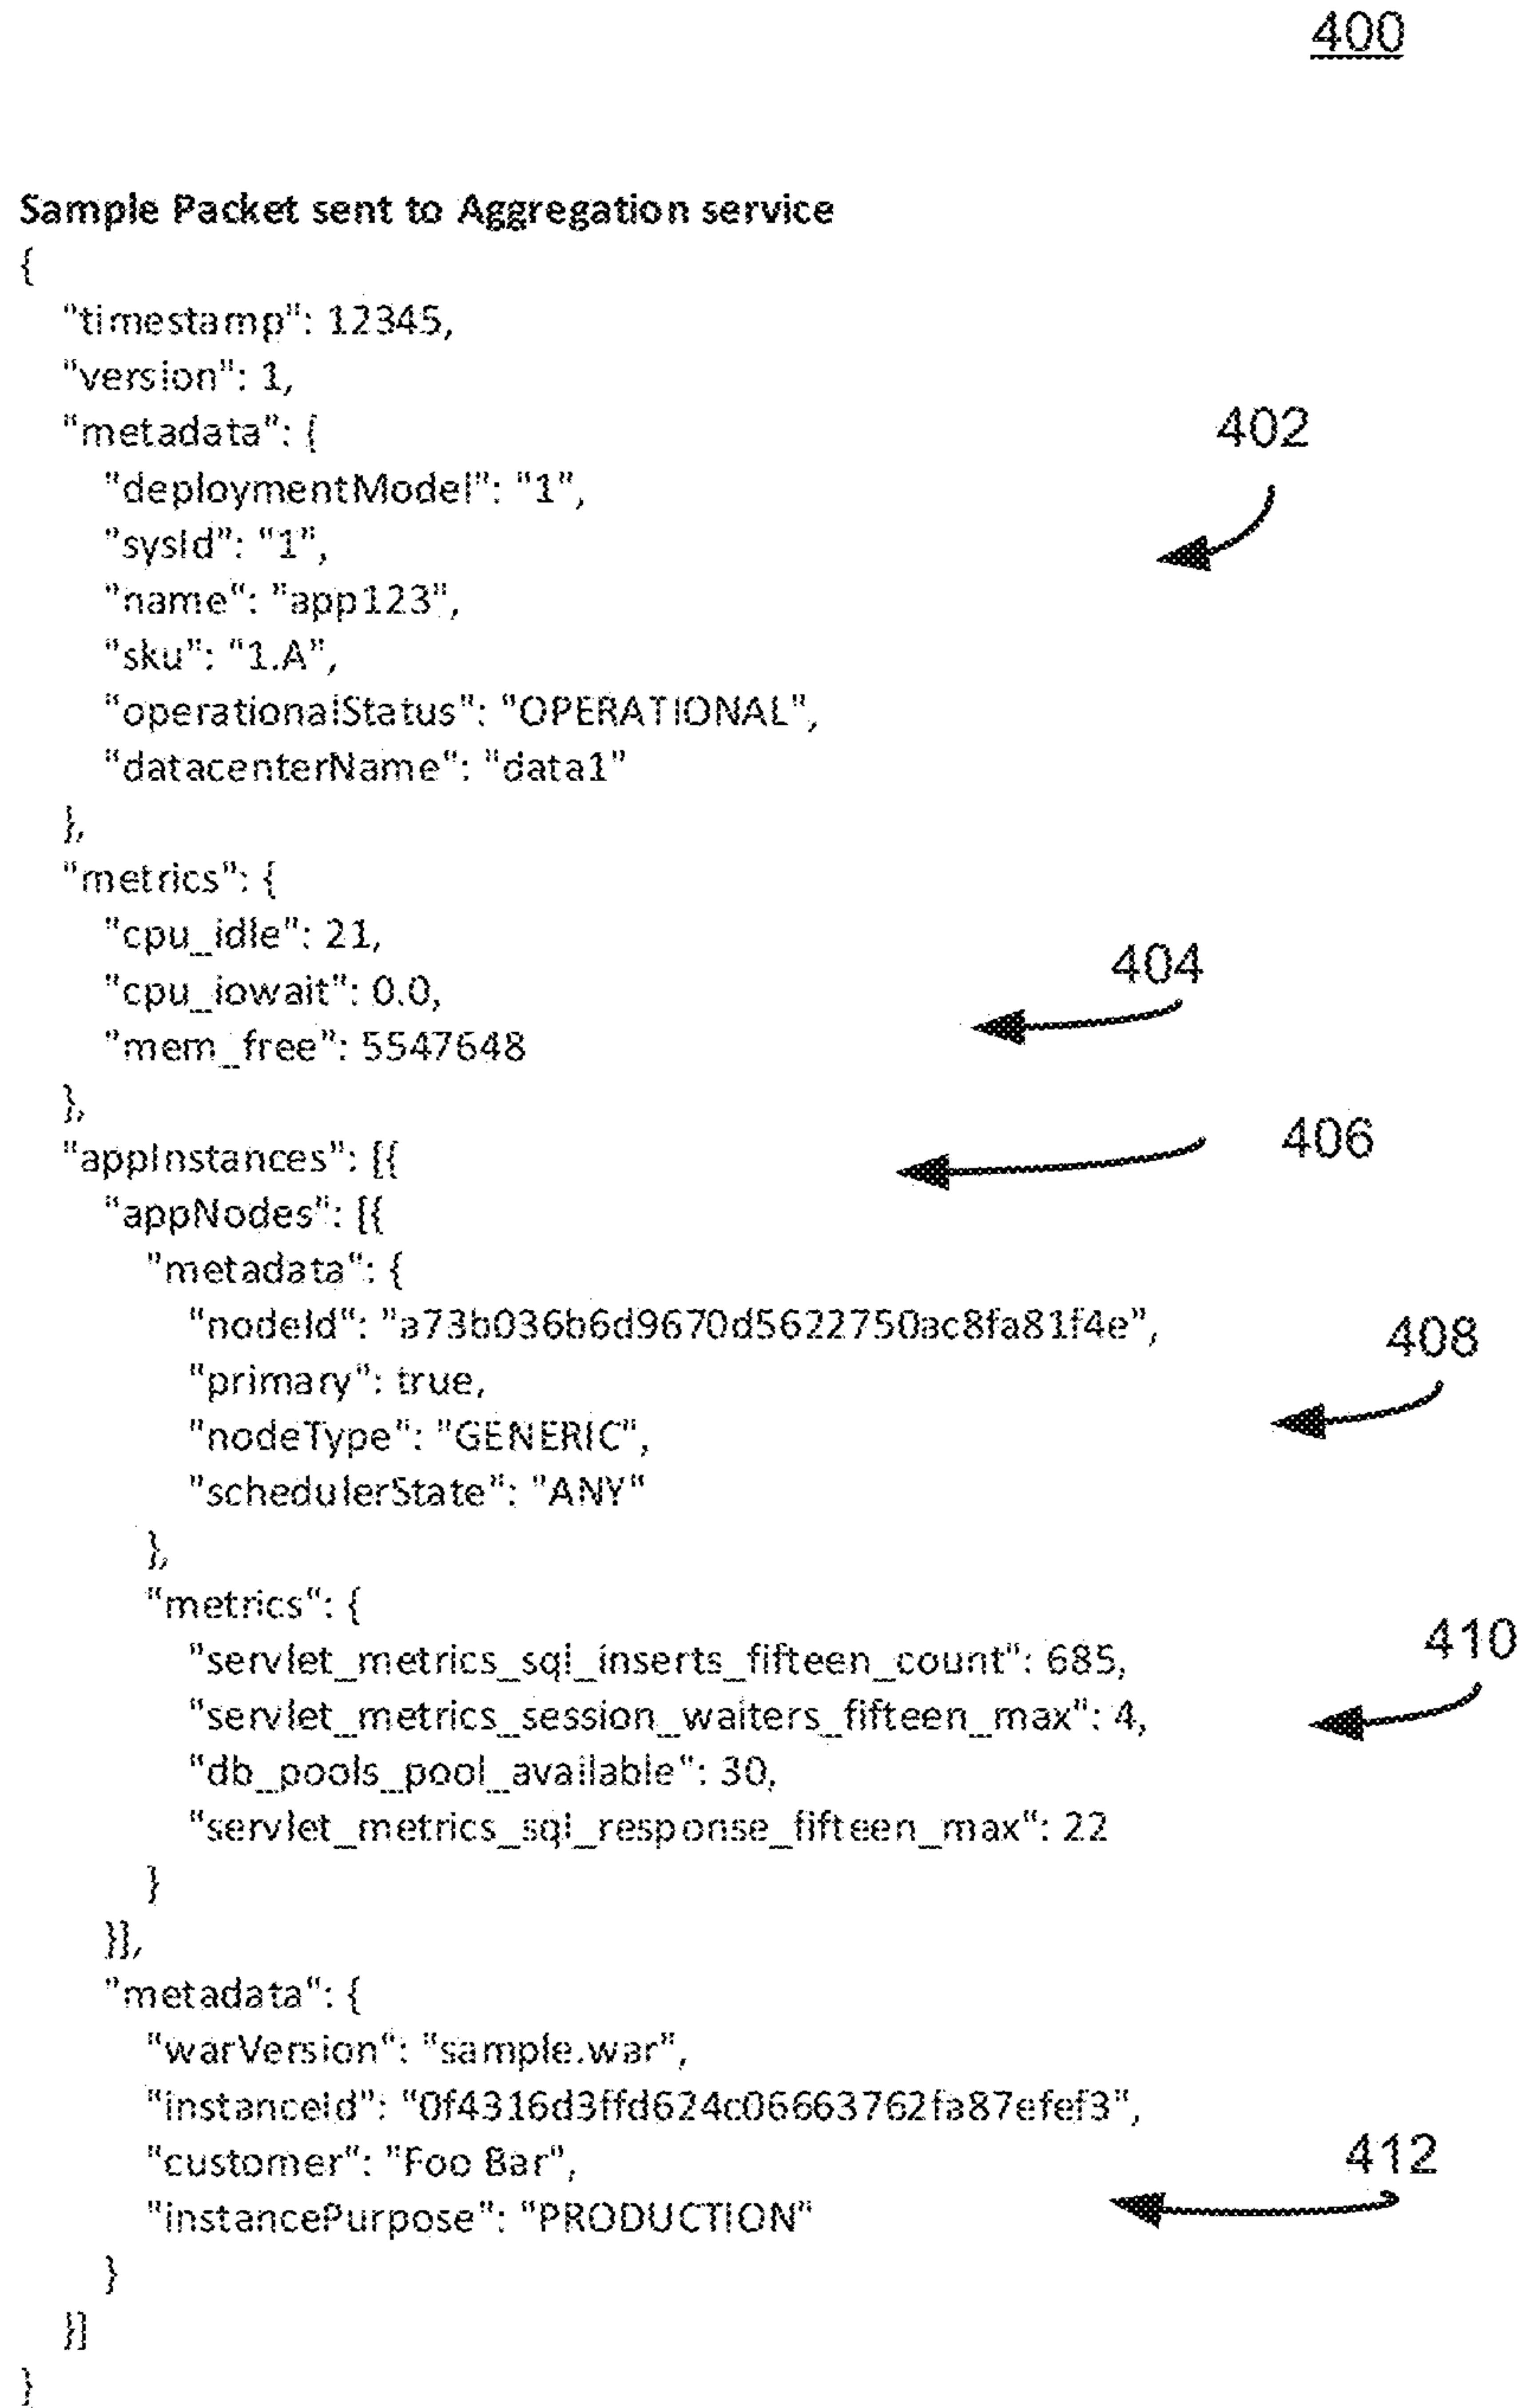 400
Sample Packet sent to Aggregation service
{
"timestamp": 12345,
"version": 1,
"metadata": {
402
"deploymentModel": "1",
"sysId": "1",
"name": "app123",
"sku": "1.A",
"operationalStatus": "OPERATIONAL",
"datacenterName": "data1"
},
"metrics": {
"cpu_idle": 21,
404
"cpu_iowait": 0.0,
"mem_free": 5547648
},
"appInstances": [{
406
"appNodes": [{
"metadata": {
"nodeId": "a73b036b6d9670d5622750ac8fa81f4e",
408
"primary": true,
"nodeType": "GENERIC",
"schedulerState": "ANY"
},
"metrics": {
"servlet_metrics_sql_inserts_fifteen_count": 685,
410
"servlet_metrics_session_waiters_fifteen_max": 4,
"db_pools_pool_available": 30,
"servlet_metrics_sql_response_fifteen_max": 22
}
}],
"metadata": {
"warVersion": "sample.war",
"instanceId": "0f4316d3ffd624c06663762fa87efef3",
"customer": "Foo Bar",
412
"instancePurpose": "PRODUCTION"
}
}]
}